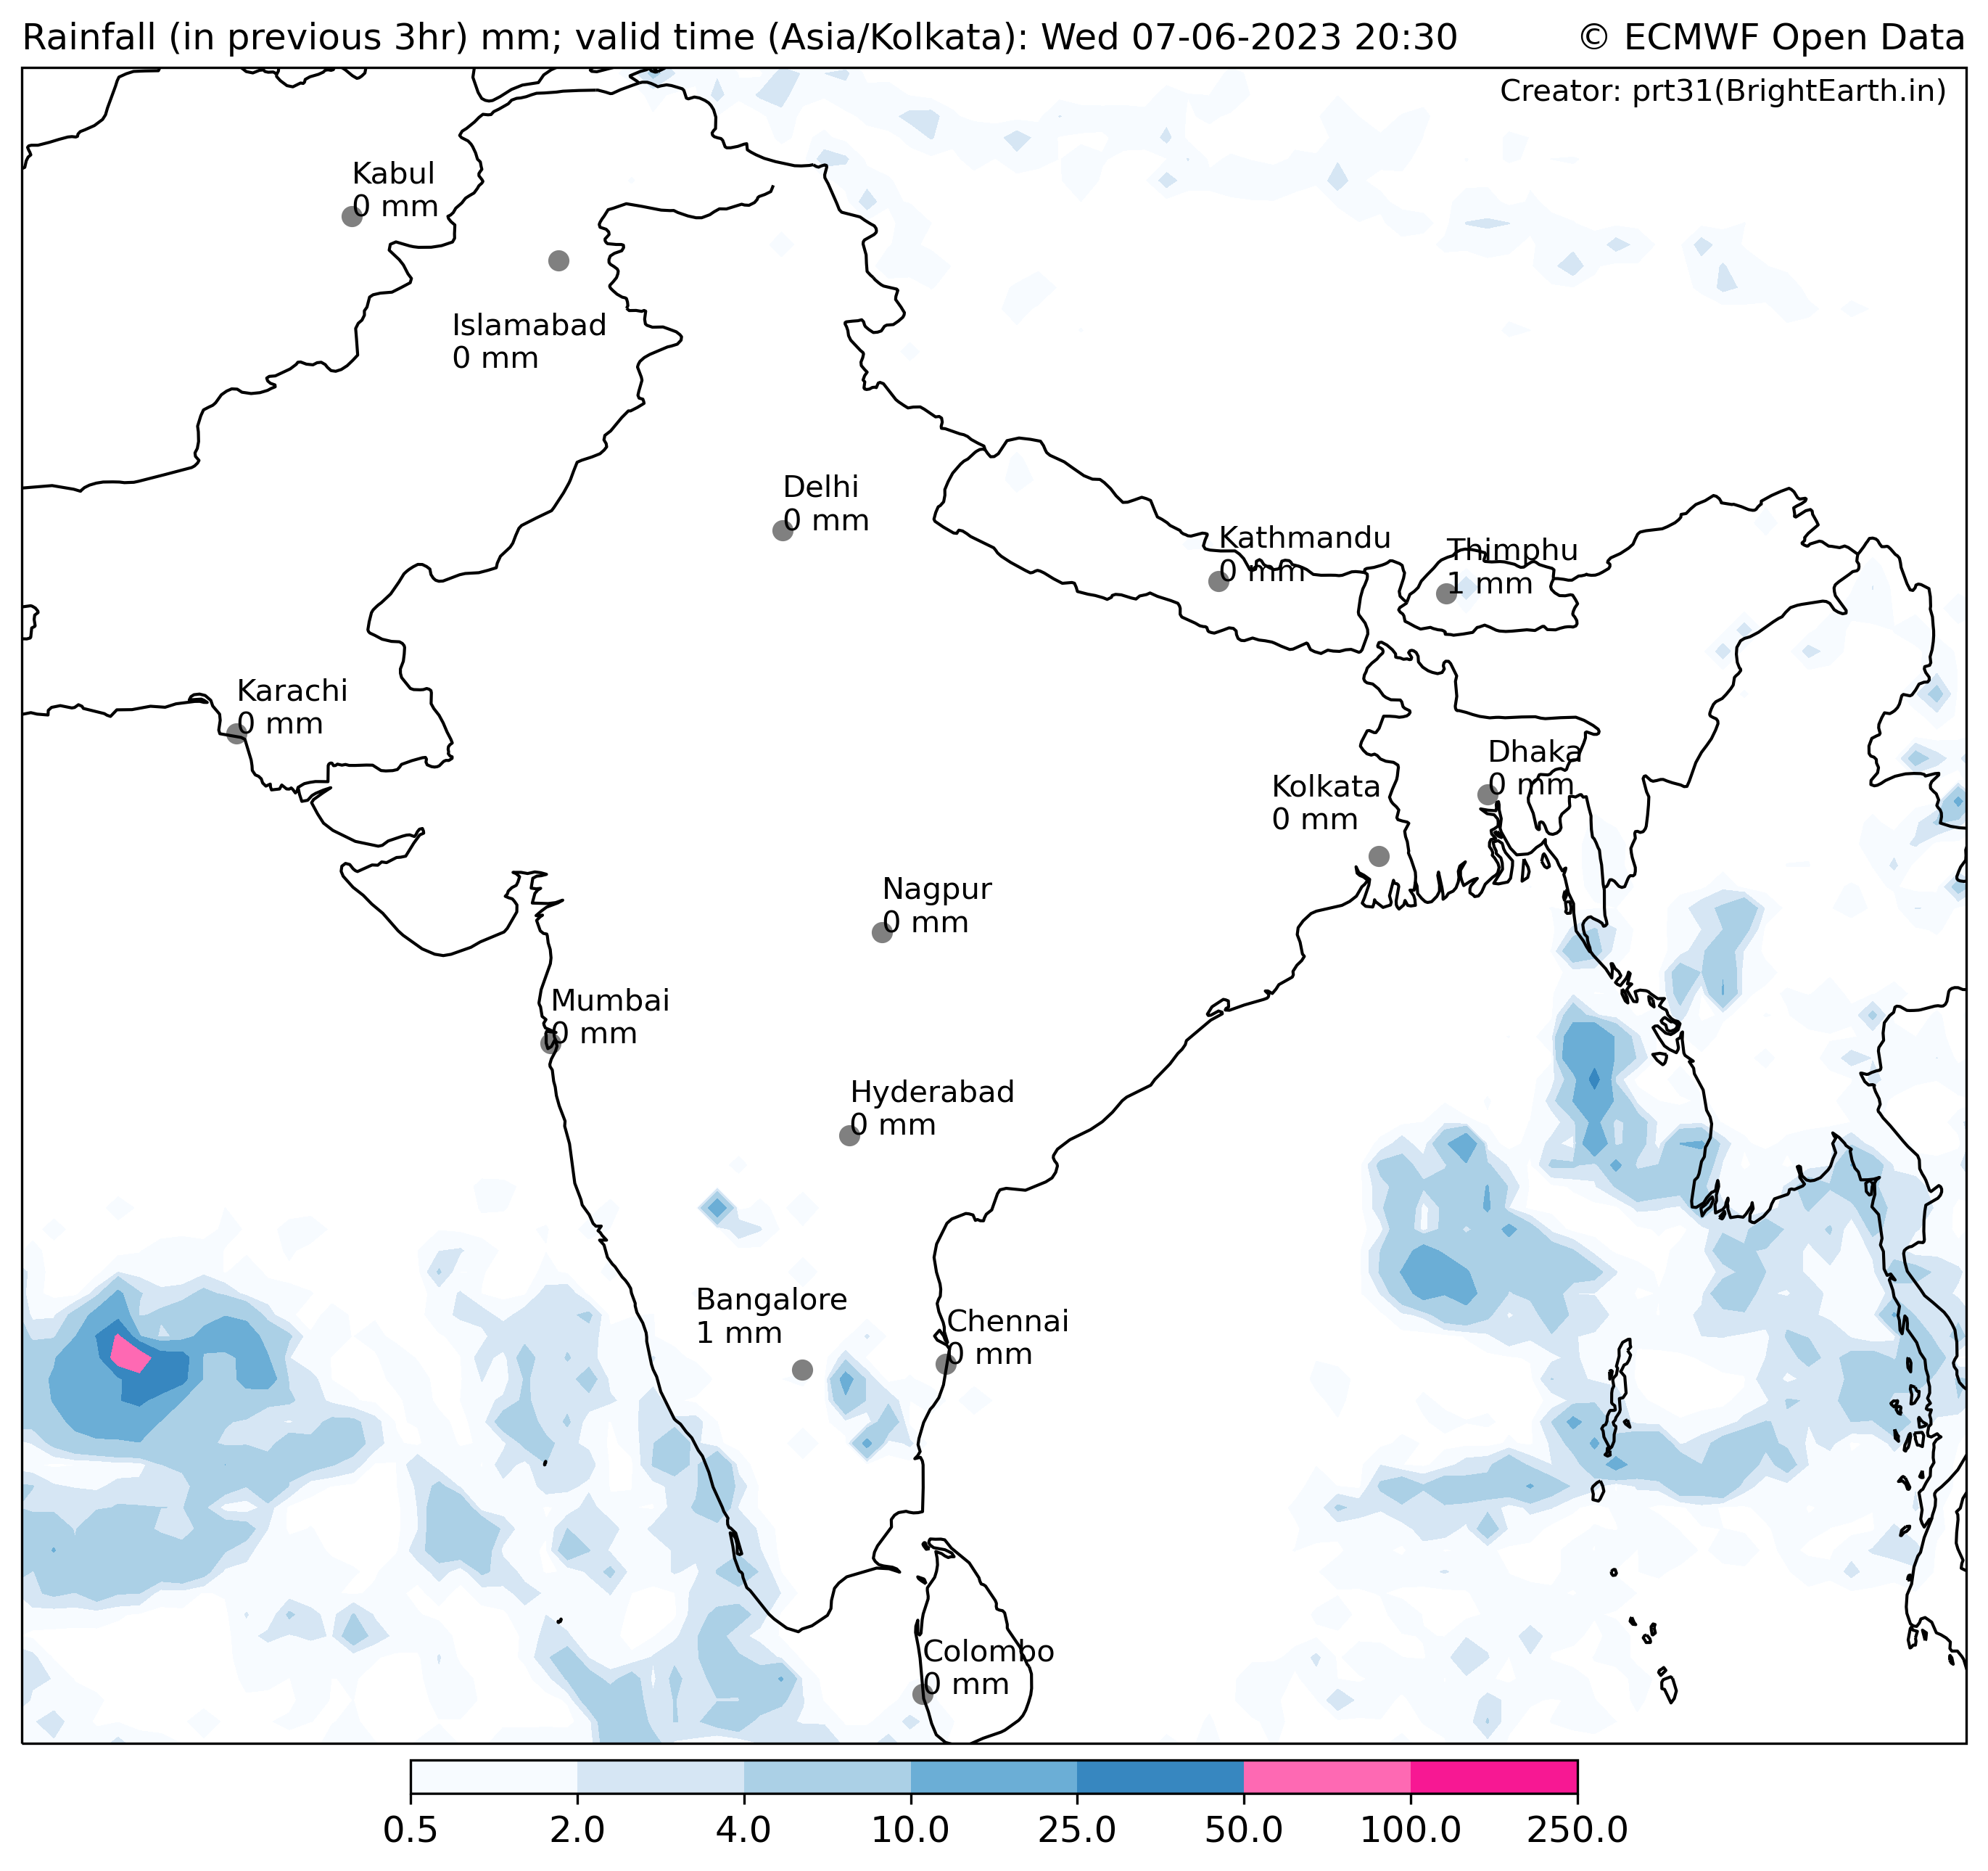 Rainfall (in previous 3hr) mm; valid time (Asia/Kolkata): Wed 07-06-2023 20:30
© ECMWF Open Data
Creator: prt31(BrightEarth.in)
Kabul
0 mm
Islamabad
0 mm
Delhi
0 mm
Kathmandu
0 mm
Thimphu
1 mm
Karachi
0 mm
Dhaka
0 mm
Kolkata
0 mm
Nagpur
0 mm
Mumbai
0 mm
Hyderabad
0 mm
Bangalore
1 mm
Chennai
0 mm
Colombo
0 mm
0.5 2.0 4.0 10.0 25.0 50.0 100.0 250.0